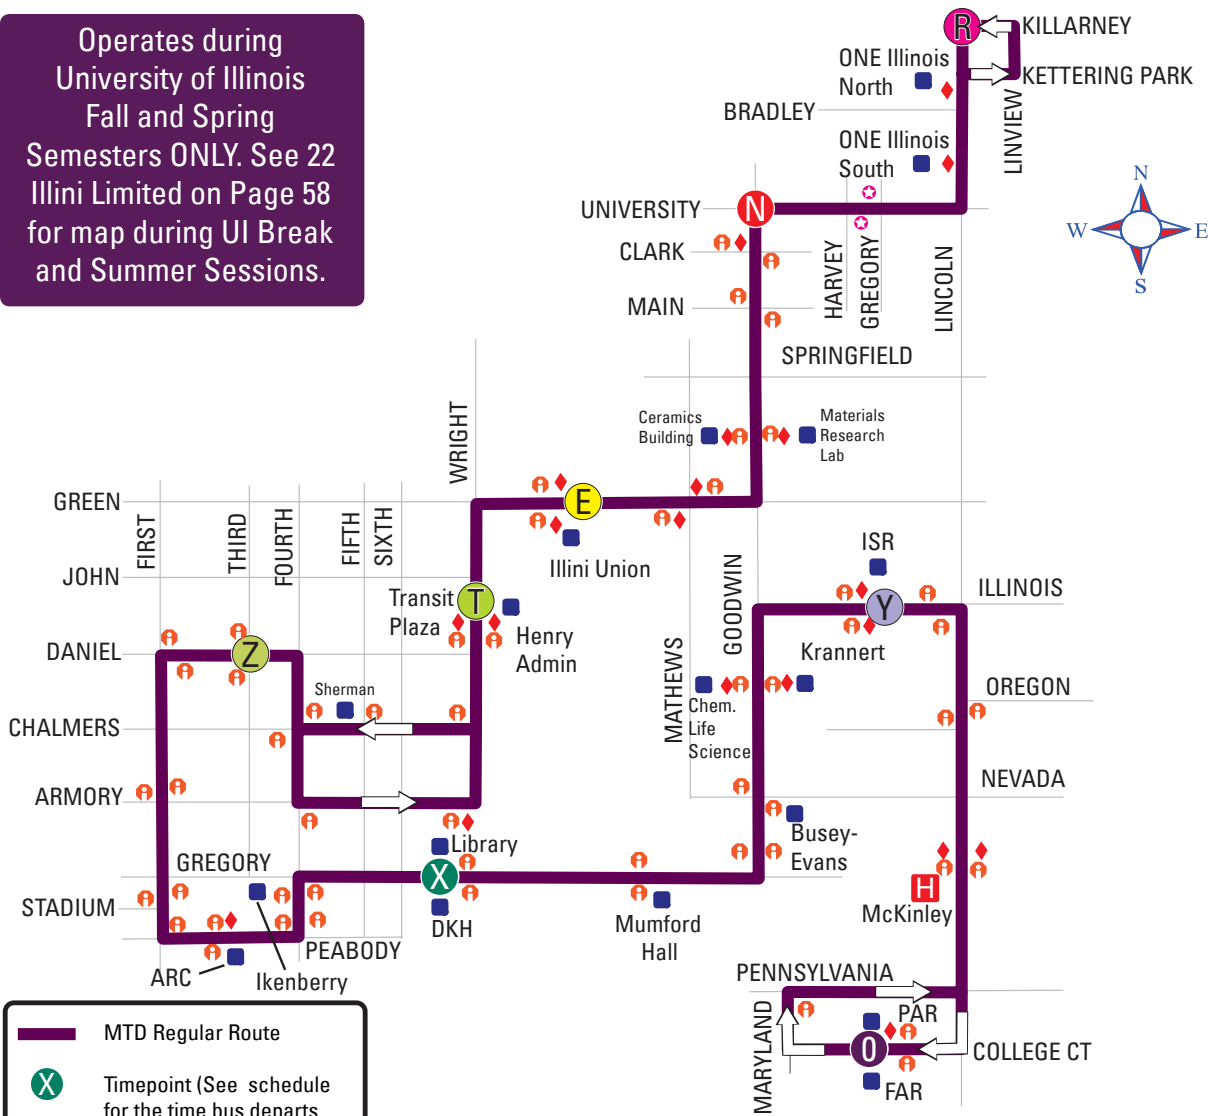 Operates during
University of Illinois
Fall and Spring
Semesters ONLY. See 22
Illini Limited on Page 58
for map during UI Break
and Summer Sessions.
R
KILLARNEY
KETTERING PARK
ONE Illinois
North
BRADLEY
LINVIEW
ONE Illinois
South
N
W
E
S
UNIVERSITY
N
CLARK
MAIN
HARVEY
GREGORY
LINCOLN
SPRINGFIELD
Ceramics
Building
Materials
Research
Lab
WRIGHT
GREEN
E
Illini Union
FIRST
THIRD
FOURTH
FIFTH
SIXTH
JOHN
Transit
Plaza
T
Henry
Admin
DANIEL
Z
Sherman
CHALMERS
ARMORY
ISR
ILLINOIS
Y
Krannert
GOODWIN
MATHEWS
Chem.
Life
Science
OREGON
NEVADA
Busey-
Evans
Library
X
DKH
GREGORY
STADIUM
Mumford
Hall
H
McKinley
PEABODY
ARC
Ikenberry
PENNSYLVANIA
PAR
MARYLAND
O
COLLEGE CT
FAR
MTD Regular Route
X
Timepoint (See schedule
for the time bus departs